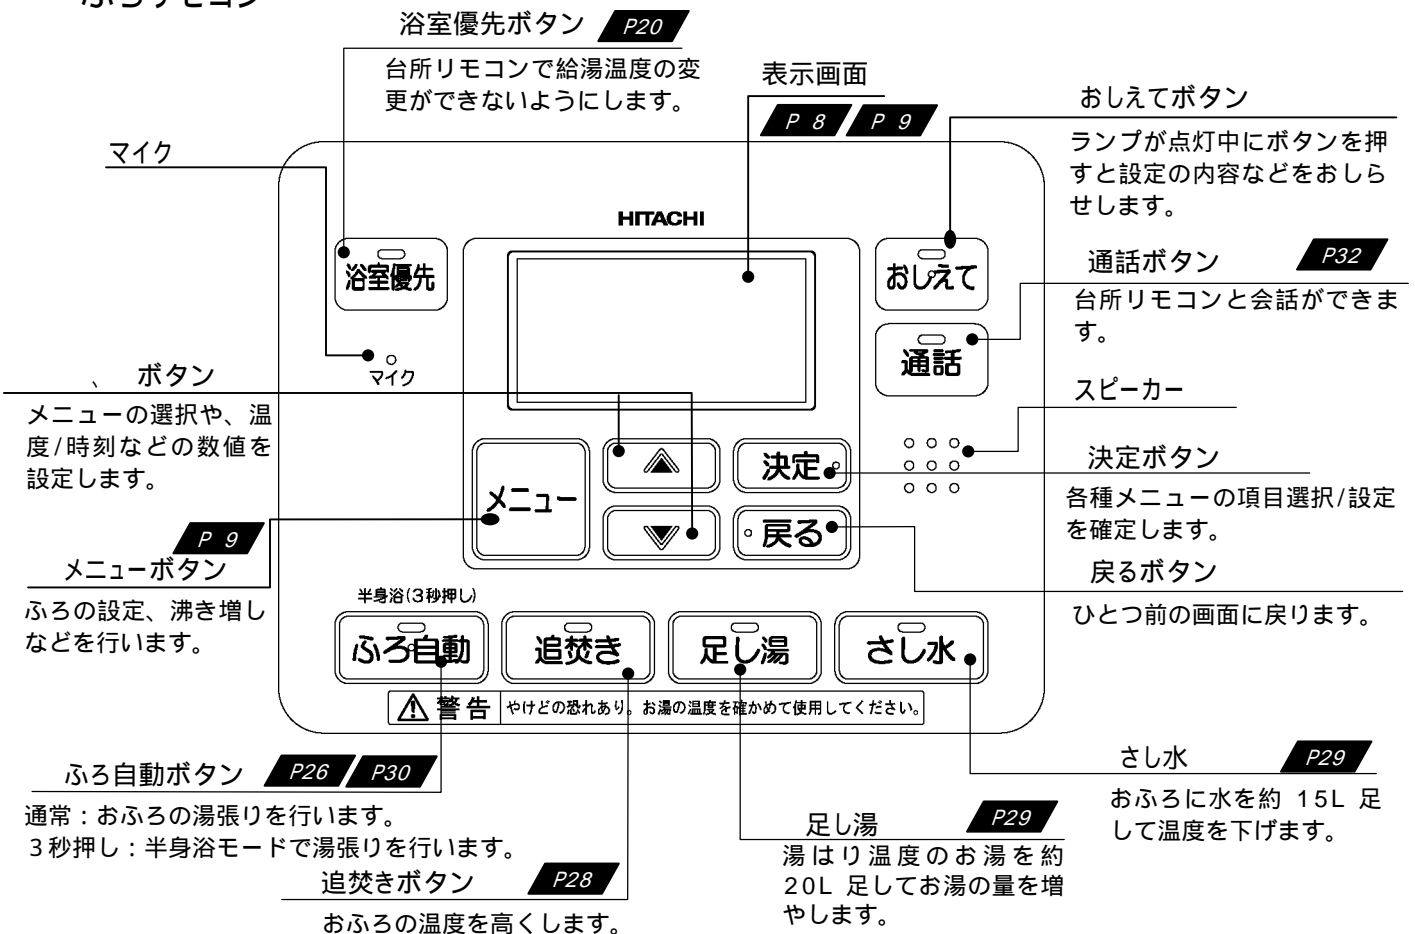 ふろリモコン
浴室優先ボタン P20
台所リモコンで給湯温度の変
更ができないようにします。
表示画面
P 8 P 9
おしえてボタン
ランプが点灯中にボタンを押
すと設定の内容などをおしら
せします。
マイク
HITACHI
浴室優先
おしえて
通話ボタン P32
台所リモコンと会話ができま
す。
マイク
通話
、 ボタン
メニューの選択や、温
度/時刻などの数値を
設定します。
スピーカー
メニュー
決定
戻る
決定ボタン
各種メニューの項目選択/設定
を確定します。
P 9
メニューボタン
ふろの設定、沸き増し
などを行います。
戻るボタン
ひとつ前の画面に戻ります。
半身浴(3秒押し)
ふろ自動 追焚き 足し湯 さし水
警告 やけどの恐れあり。お湯の温度を確かめて使用してください。
ふろ自動ボタン P26 P30
通常：おふろの湯張りを行います。
３秒押し：半身浴モードで湯張りを行います。
追焚きボタン P28
おふろの温度を高くします。
足し湯 P29
湯はり温度のお湯を約
20L 足してお湯の量を増
やします。
さし水 P29
おふろに水を約 15L 足
して温度を下げます。